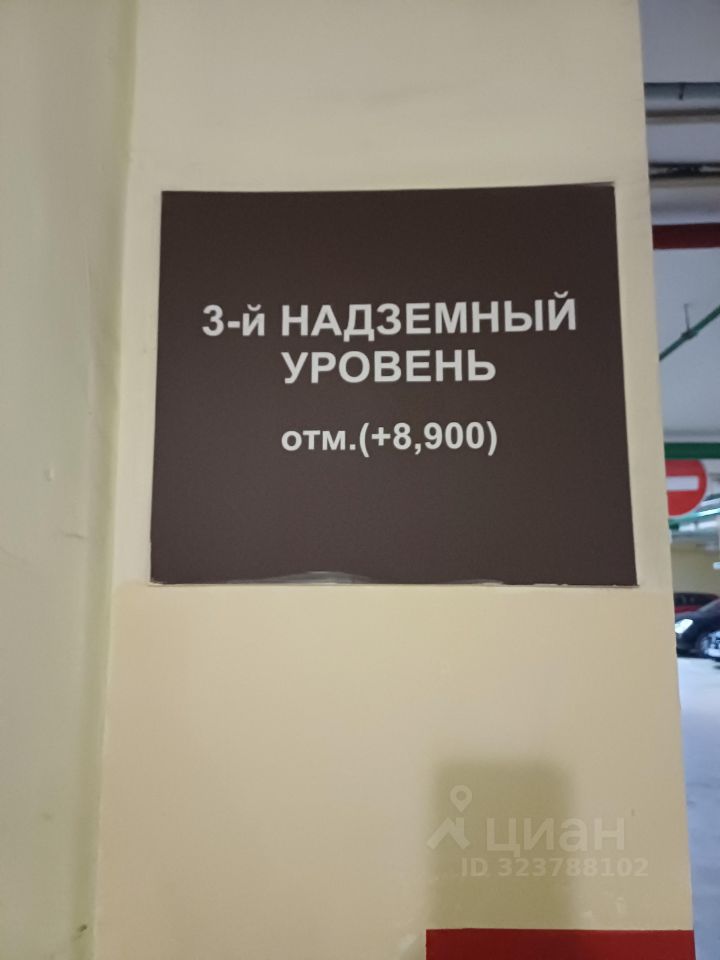 3-й НАДЗЕМНЫЙ
УРОВЕНЬ
отм.(+8,900)
циан
ID 323788102